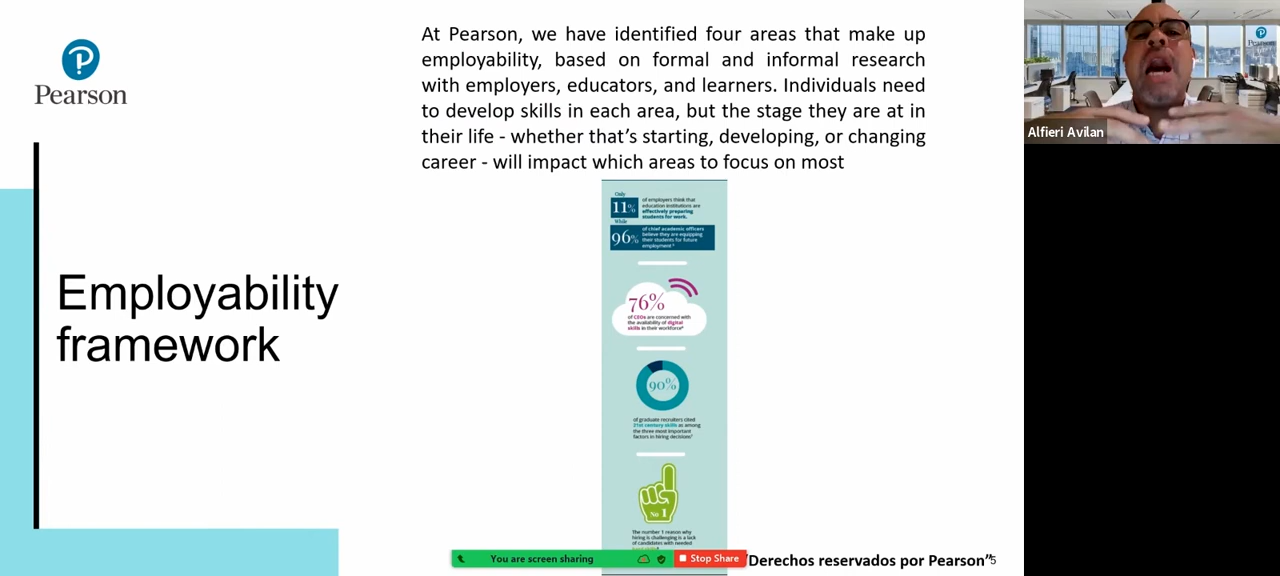 Pearson
Employability
framework
At Pearson, we have identified four areas that make up
employability, based on formal and informal research
with employers, educators, and learners. Individuals need
to develop skills in each area, but the stage they are at in
their life - whether that’s starting, developing, or changing
career - will impact which areas to focus on most
Only
11%
of employers think that
education institutions are
effectively preparing
students for work.
While
96%
of chief academic officers
believe they are equipping
their students for future
employment
76%
of CEOs are concerned with
the availability of digital
skills in their workforce
90%
of graduate recruiters cited
21st century skills as among
the three most important
factors in hiring decisions
No 1
The number 1 reason why
hiring is challenging is a lack
of candidates with needed
You are screen sharing
Stop Share
Derechos reservados por Pearson”
5
Pearson
Alfieri Avilan